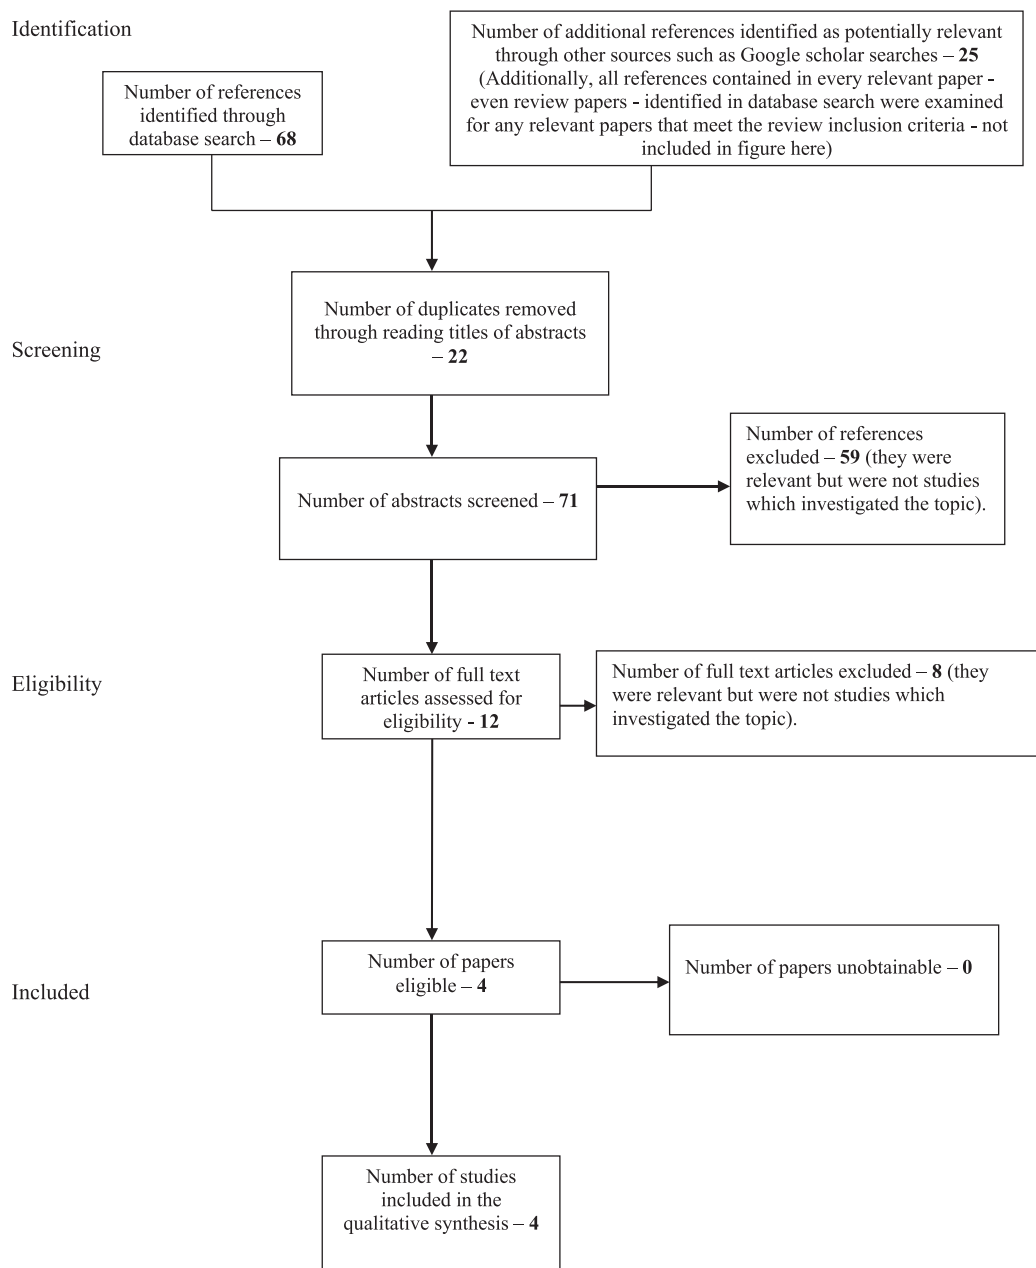 Identification
Number of references
identified through
database search – 68
Number of additional references identified as potentially relevant
through other sources such as Google scholar searches – 25
(Additionally, all references contained in every relevant paper -
even review papers - identified in database search were examined
for any relevant papers that meet the review inclusion criteria - not
included in figure here)
Screening
Number of duplicates removed
through reading titles of abstracts
– 22
Number of abstracts screened – 71
Number of references
excluded – 59 (they were
relevant but were not studies
which investigated the topic).
Eligibility
Number of full text
articles assessed for
eligibility - 12
Number of full text articles excluded – 8 (they
were relevant but were not studies which
investigated the topic).
Included
Number of papers
eligible – 4
Number of papers unobtainable – 0
Number of studies
included in the
qualitative synthesis – 4